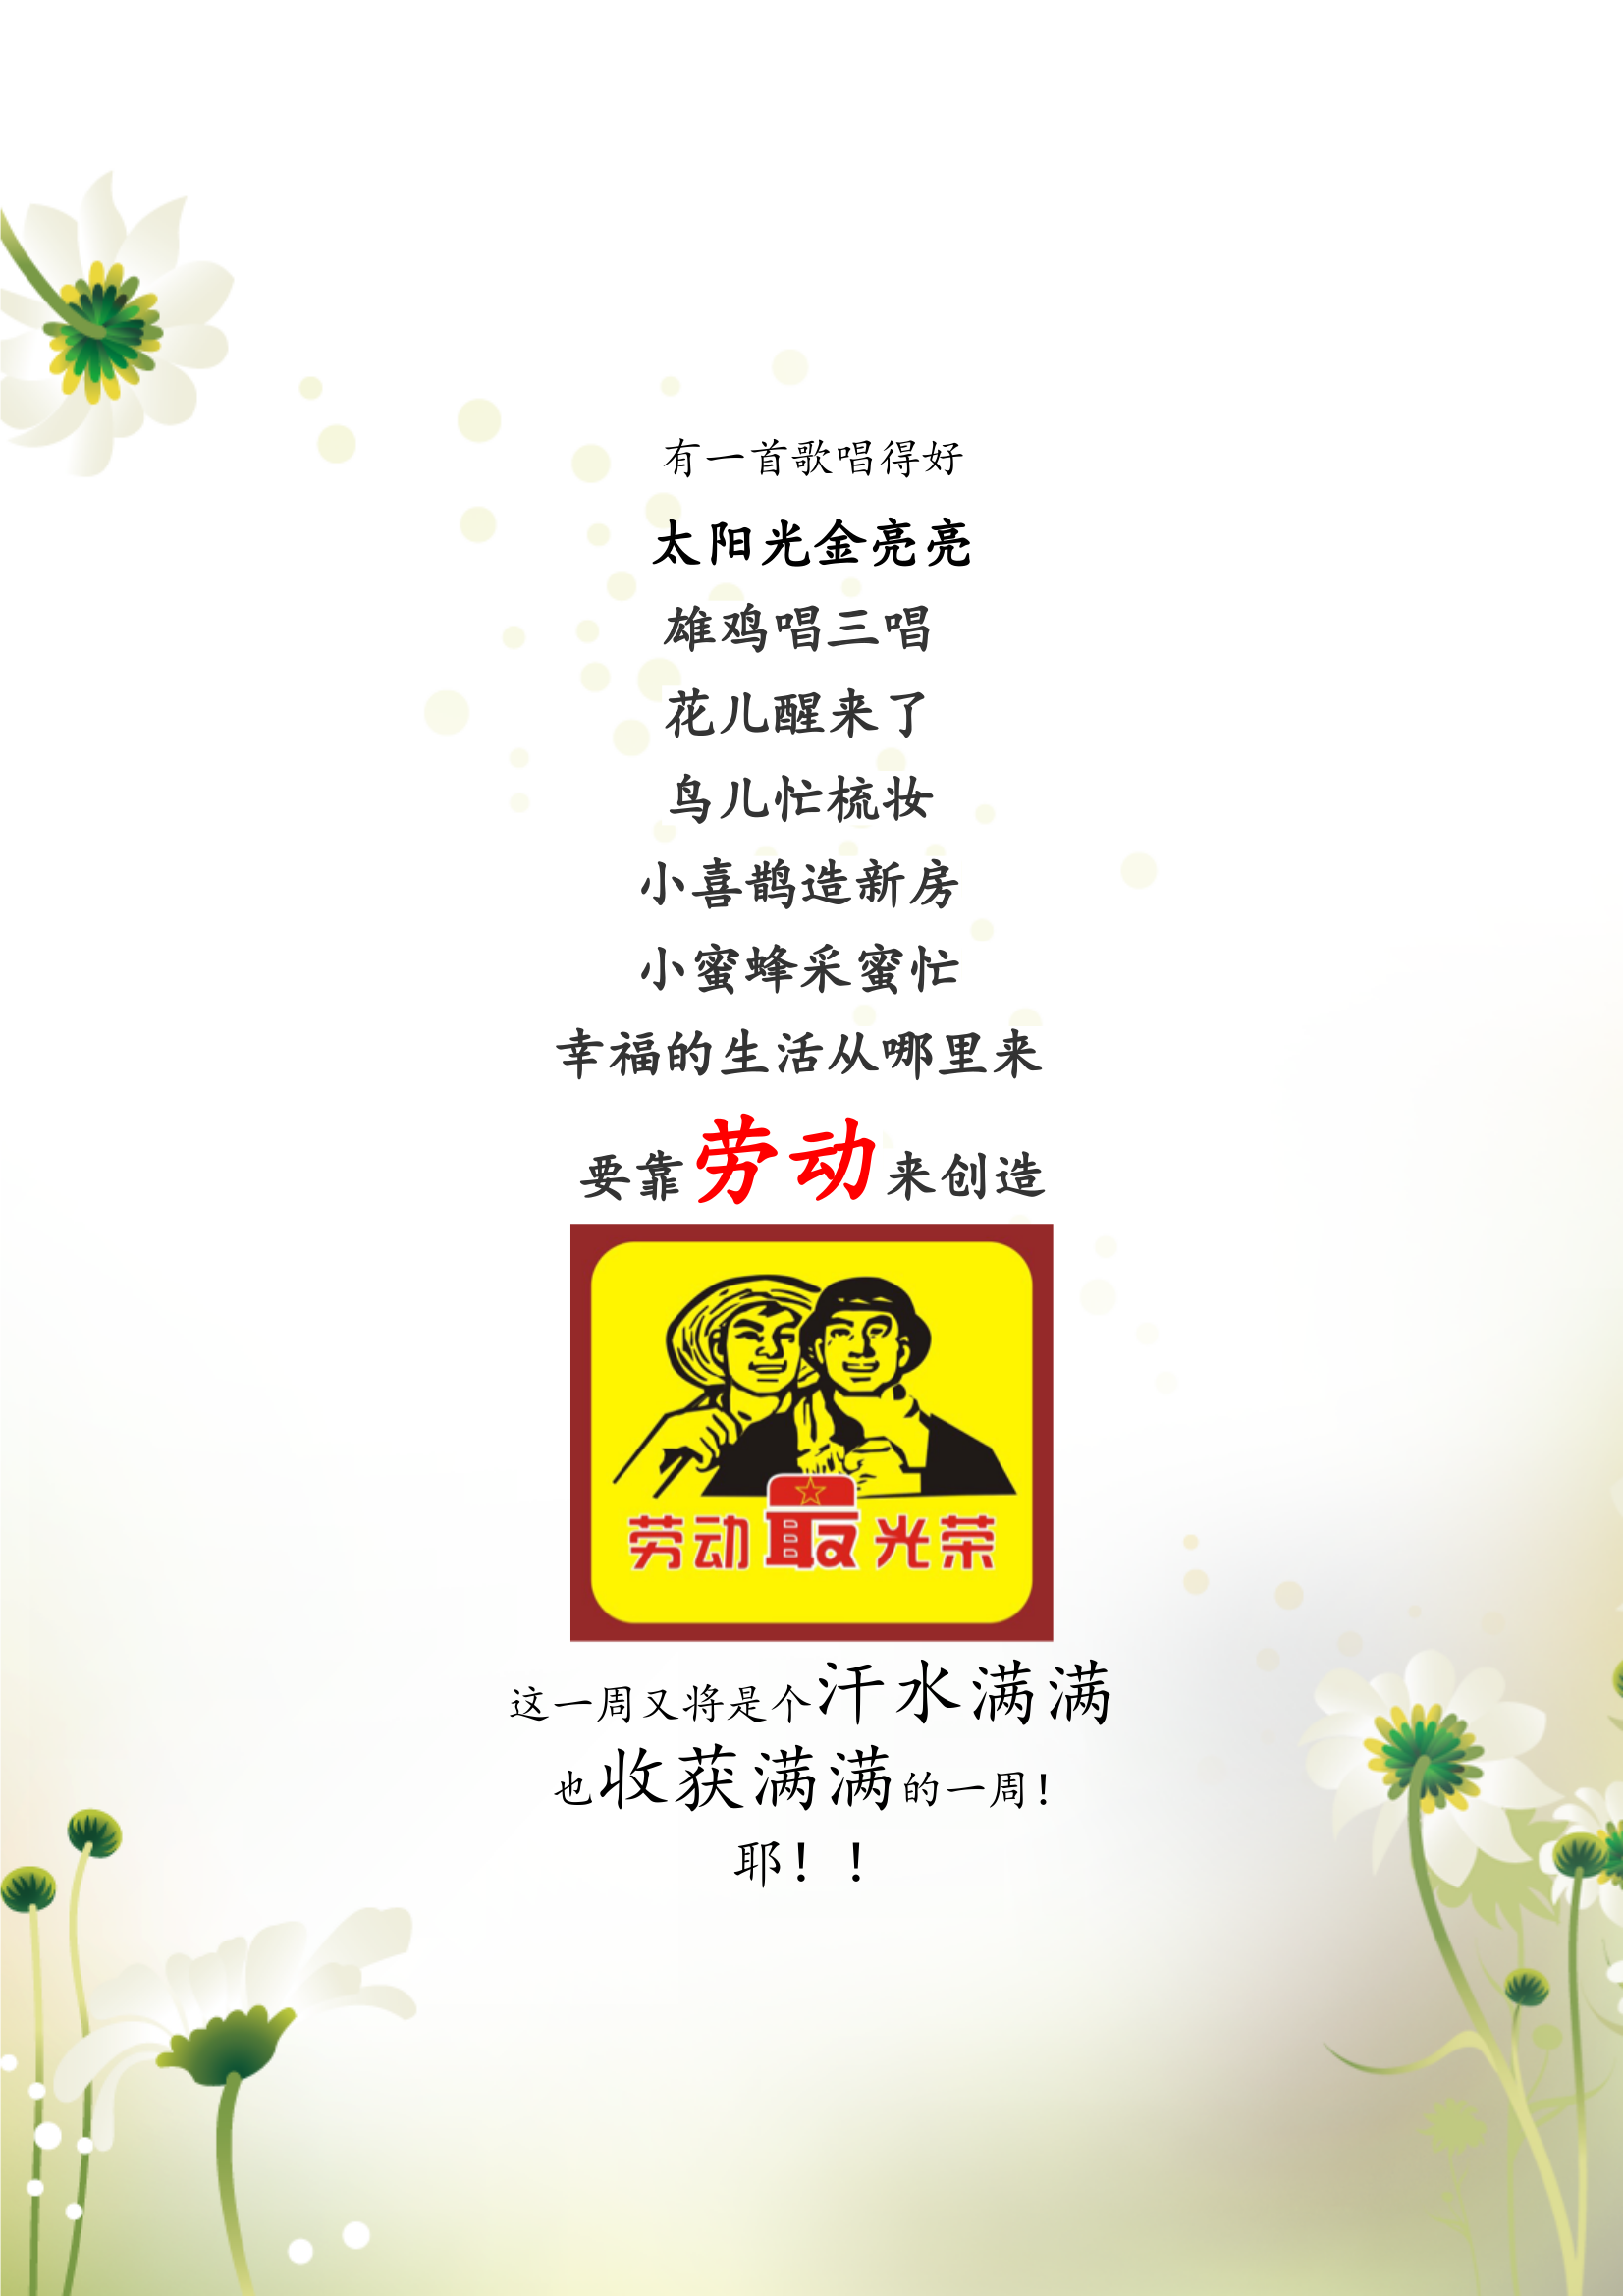 有一首歌唱得好
太阳光金亮亮
雄鸡唱三唱
花儿醒来了
鸟儿忙梳妆
小喜鹊造新房
小蜜蜂采蜜忙
幸福的生活从哪里来
要靠劳动来创造
劳动最光荣
这一周又将是个汗水满满
也收获满满的一周！
耶！！